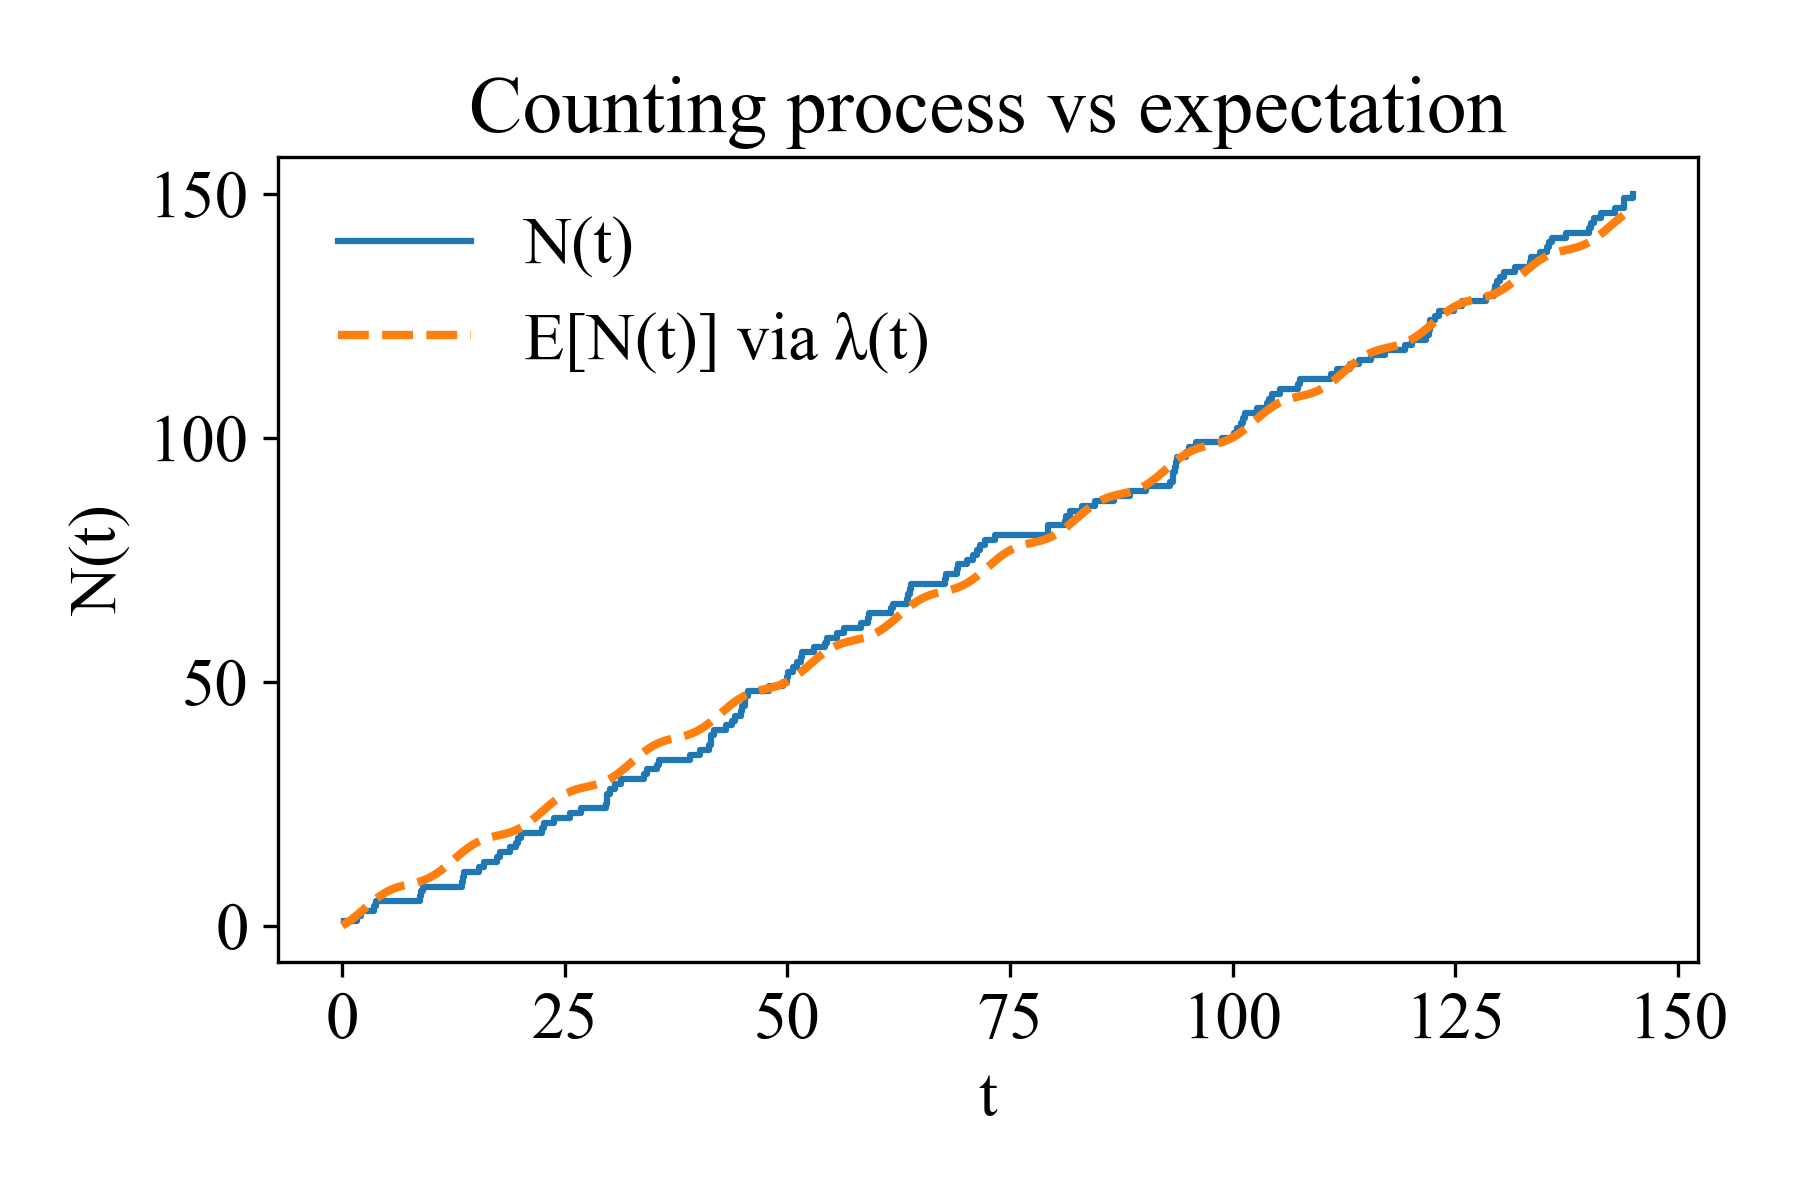 Counting process vs expectation
150
100
50
0
N(t)
N(t)
E[N(t)] via λ(t)
0 25 50 75 100 125 150
t